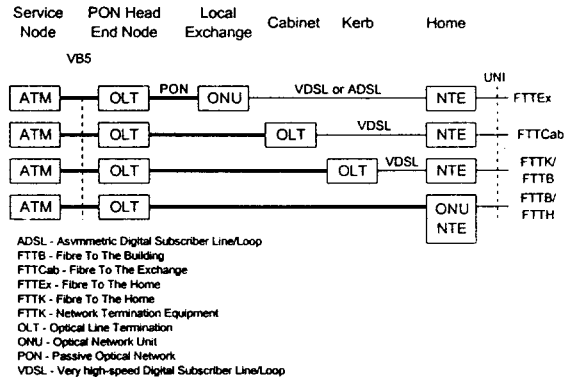 Service PON Head Local Cabinet Kerb Home
Node End Node Exchange
VB5
UNI
ATM OLT PON ONU VDSL or ADSL NTE FTTEx
ATM OLT OLT VDSL NTE FTTCab
ATM OLT OLT VDSL NTE FTTK/
FTTB
ATM OLT ONU FTTB/
NTE FTTH
ADSL - Asymmetric Digital Subscriber Line/Loop
FTTB - Fibre To The Building
FTTCab - Fibre To The Cabinet
FTTEx - Fibre To The Home
FTTK - Fibre To The Home
FTTK - Network Termination Equipment
OLT - Optical Line Termination
ONU - Optical Network Unit
PON - Passive Optical Network
VDSL - Very high-speed Digital Subscriber Line/Loop